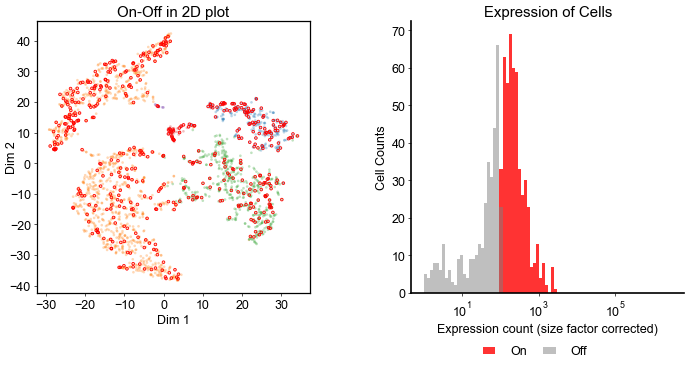 On-Off in 2D plot
Expression of Cells
Dim 2
40
30
20
10
0
−10
−20
−30
−40
−30 −20 −10 0 10 20 30
Dim 1
Cell Counts
70
60
50
40
30
20
10
0
10^1 10^3 10^5
Expression count (size factor corrected)
On Off